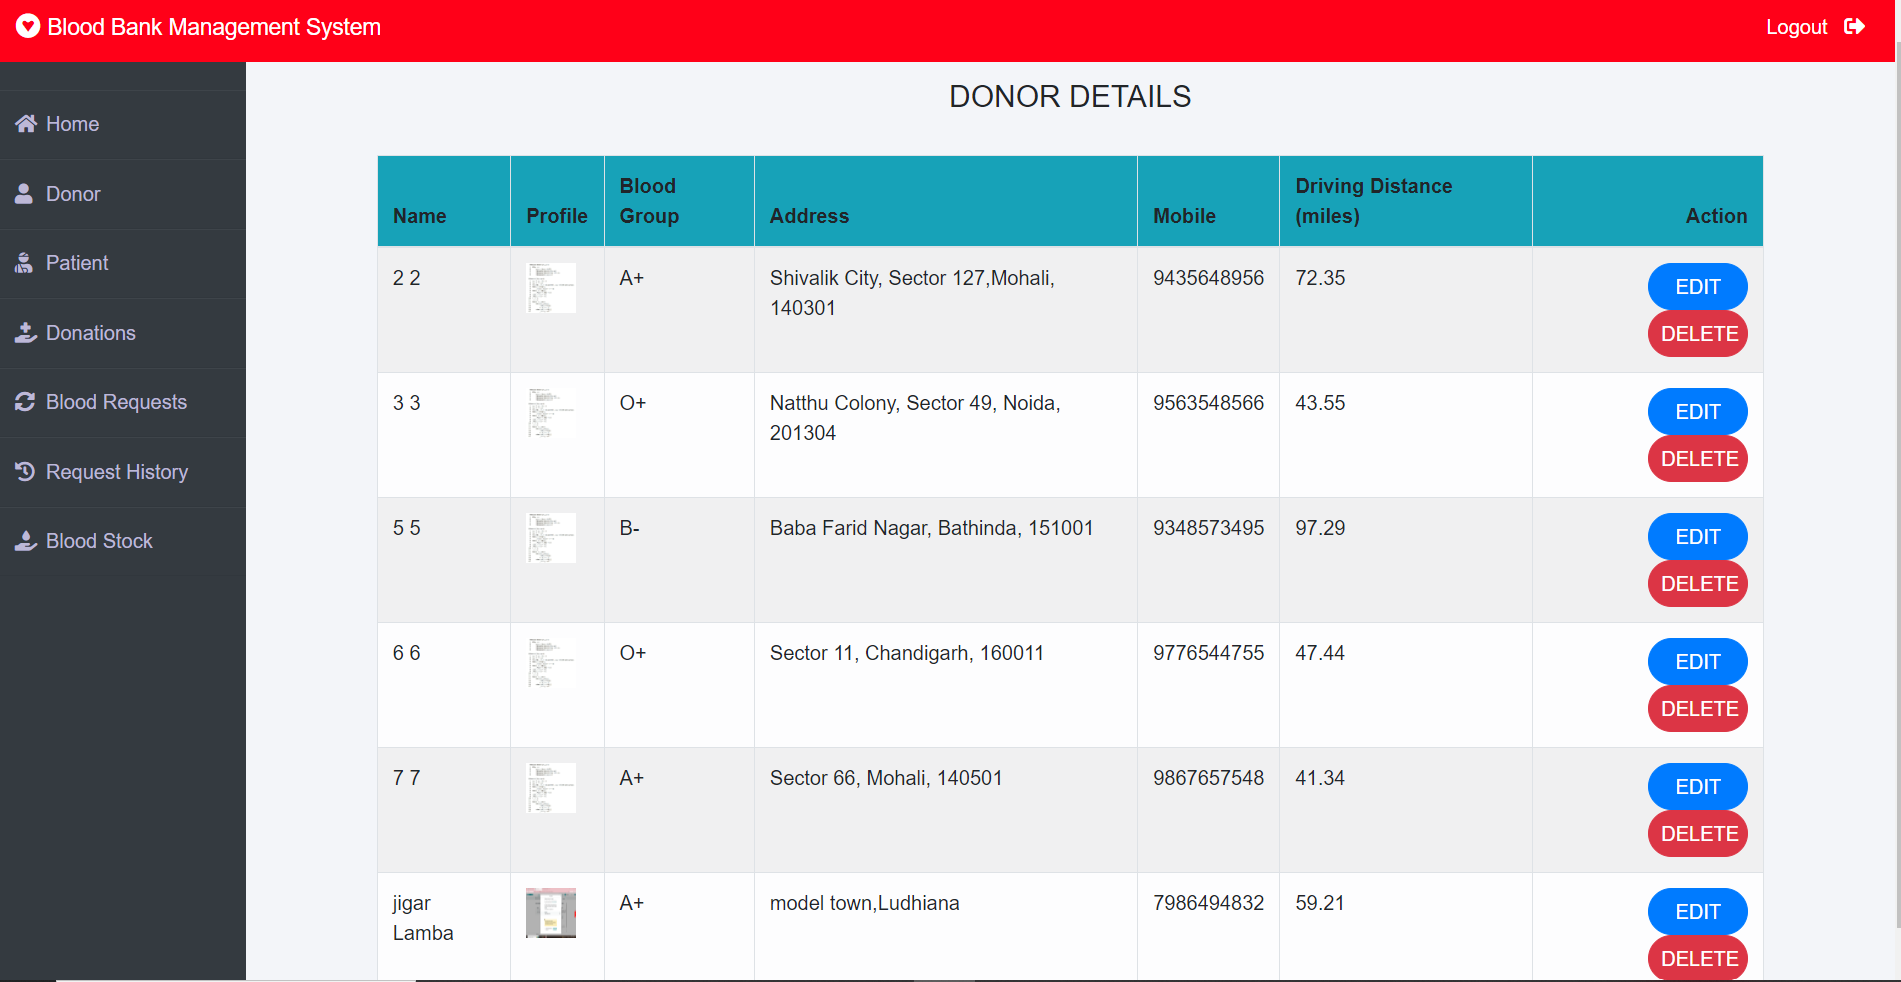 Blood Bank Management System
Logout
Home
Donor
Patient
Donations
Blood Requests
Request History
Blood Stock
DONOR DETAILS
Name Profile Blood Group Address Mobile Driving Distance (miles) Action
2 2 A+ Shivalik City, Sector 127,Mohali, 9435648956 72.35 EDIT
140301 DELETE
3 3 O+ Natthu Colony, Sector 49, Noida, 9563548566 43.55 EDIT
201304 DELETE
5 5 B- Baba Farid Nagar, Bathinda, 151001 9348573495 97.29 EDIT
DELETE
6 6 O+ Sector 11, Chandigarh, 160011 9776544755 47.44 EDIT
DELETE
7 7 A+ Sector 66, Mohali, 140501 9867657548 41.34 EDIT
DELETE
jigar A+ model town,Ludhiana 7986494832 59.21 EDIT
Lamba DELETE